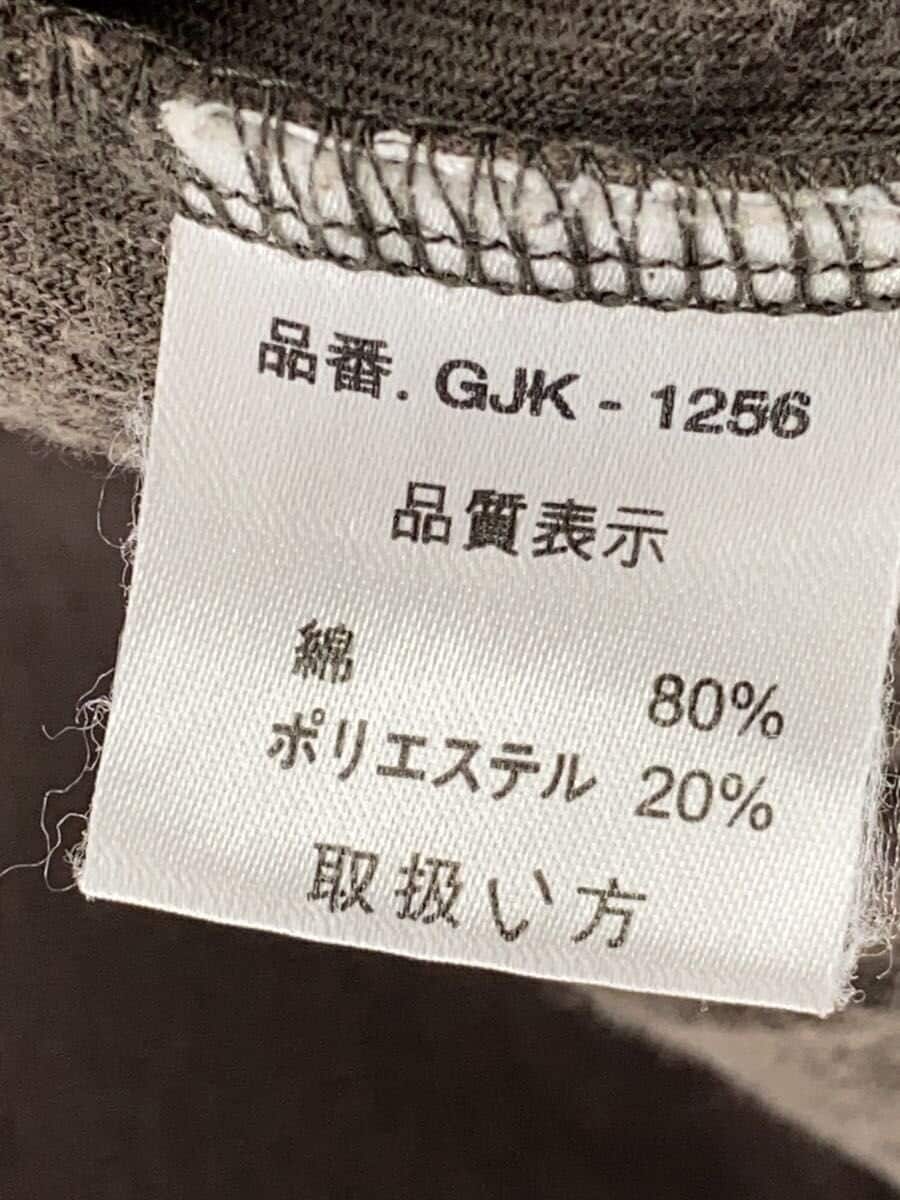 品番. GJK - 1256
品質表示
綿 80%
ポリエステル 20%
取扱い方